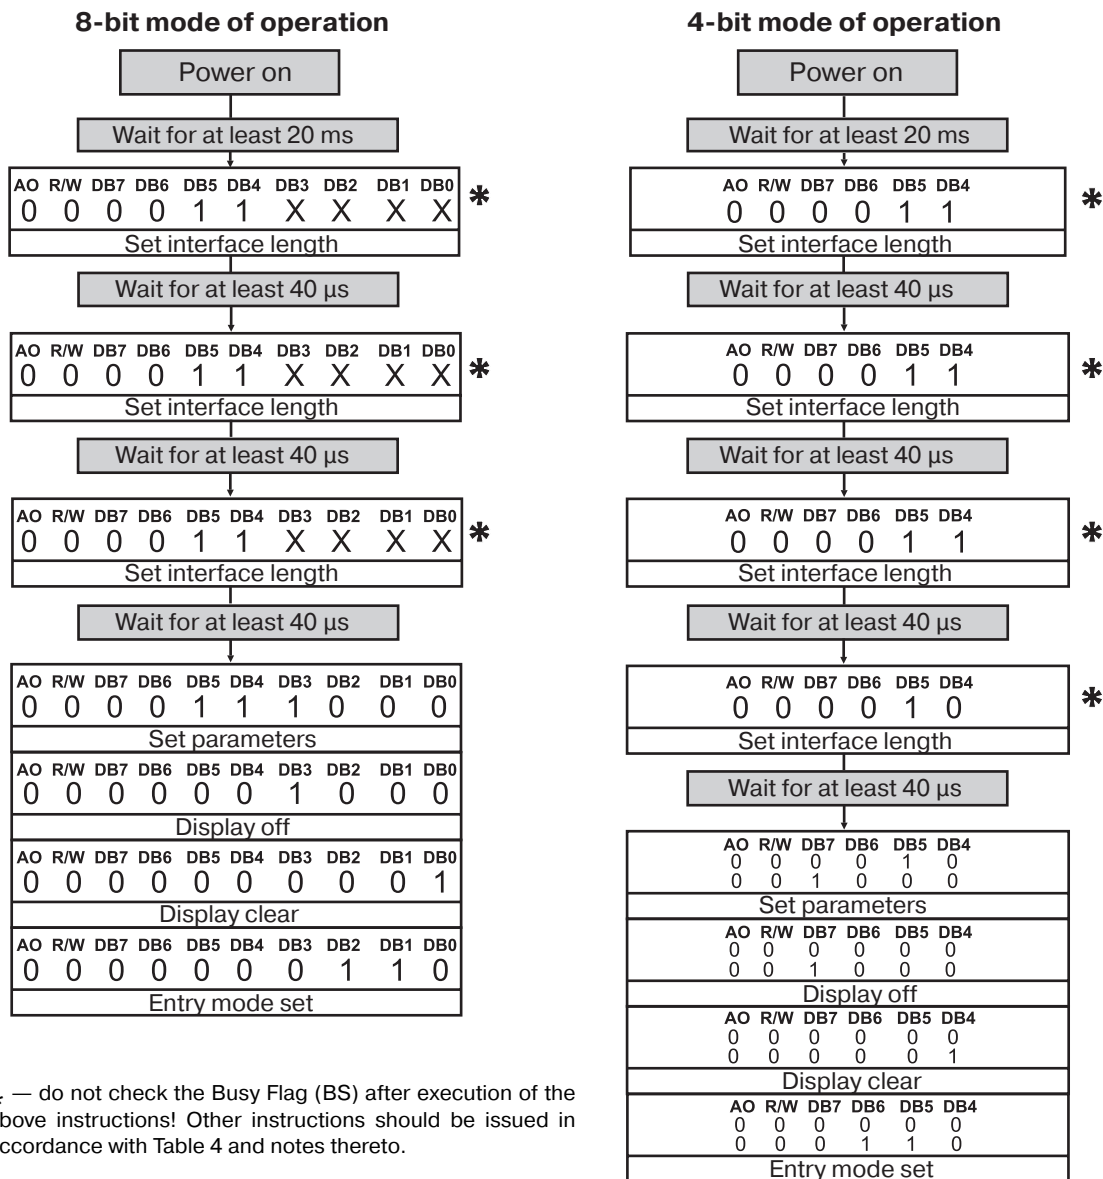 8-bit mode of operation
Power on
Wait for at least 20 ms
AO R/W DB7 DB6 DB5 DB4 DB3 DB2 DB1 DB0
0 0 0 0 1 1 X X X X *
Set interface length
Wait for at least 40 µs
AO R/W DB7 DB6 DB5 DB4 DB3 DB2 DB1 DB0
0 0 0 0 1 1 X X X X *
Set interface length
Wait for at least 40 µs
AO R/W DB7 DB6 DB5 DB4 DB3 DB2 DB1 DB0
0 0 0 0 1 1 X X X X *
Set interface length
Wait for at least 40 µs
AO R/W DB7 DB6 DB5 DB4 DB3 DB2 DB1 DB0
0 0 0 0 1 1 1 0 0 0
Set parameters
AO R/W DB7 DB6 DB5 DB4 DB3 DB2 DB1 DB0
0 0 0 0 0 0 1 0 0 0
Display off
AO R/W DB7 DB6 DB5 DB4 DB3 DB2 DB1 DB0
0 0 0 0 0 0 0 0 0 1
Display clear
AO R/W DB7 DB6 DB5 DB4 DB3 DB2 DB1 DB0
0 0 0 0 0 0 0 1 1 0
Entry mode set
* — do not check the Busy Flag (BS) after execution of the
bove instructions! Other instructions should be issued in
ccordance with Table 4 and notes thereto.
4-bit mode of operation
Power on
Wait for at least 20 ms
AO R/W DB7 DB6 DB5 DB4
0 0 0 0 1 1 *
Set interface length
Wait for at least 40 µs
AO R/W DB7 DB6 DB5 DB4
0 0 0 0 1 1 *
Set interface length
Wait for at least 40 µs
AO R/W DB7 DB6 DB5 DB4
0 0 0 0 1 1 *
Set interface length
Wait for at least 40 µs
AO R/W DB7 DB6 DB5 DB4
0 0 0 0 1 0 *
Set interface length
Wait for at least 40 µs
AO R/W DB7 DB6 DB5 DB4
0 0 0 0 1 0
0 0 1 0 0 0
Set parameters
AO R/W DB7 DB6 DB5 DB4
0 0 0 0 0 0
0 0 1 0 0 0
Display off
AO R/W DB7 DB6 DB5 DB4
0 0 0 0 0 0
0 0 0 0 0 1
Display clear
AO R/W DB7 DB6 DB5 DB4
0 0 0 0 0 0
0 0 0 1 1 0
Entry mode set